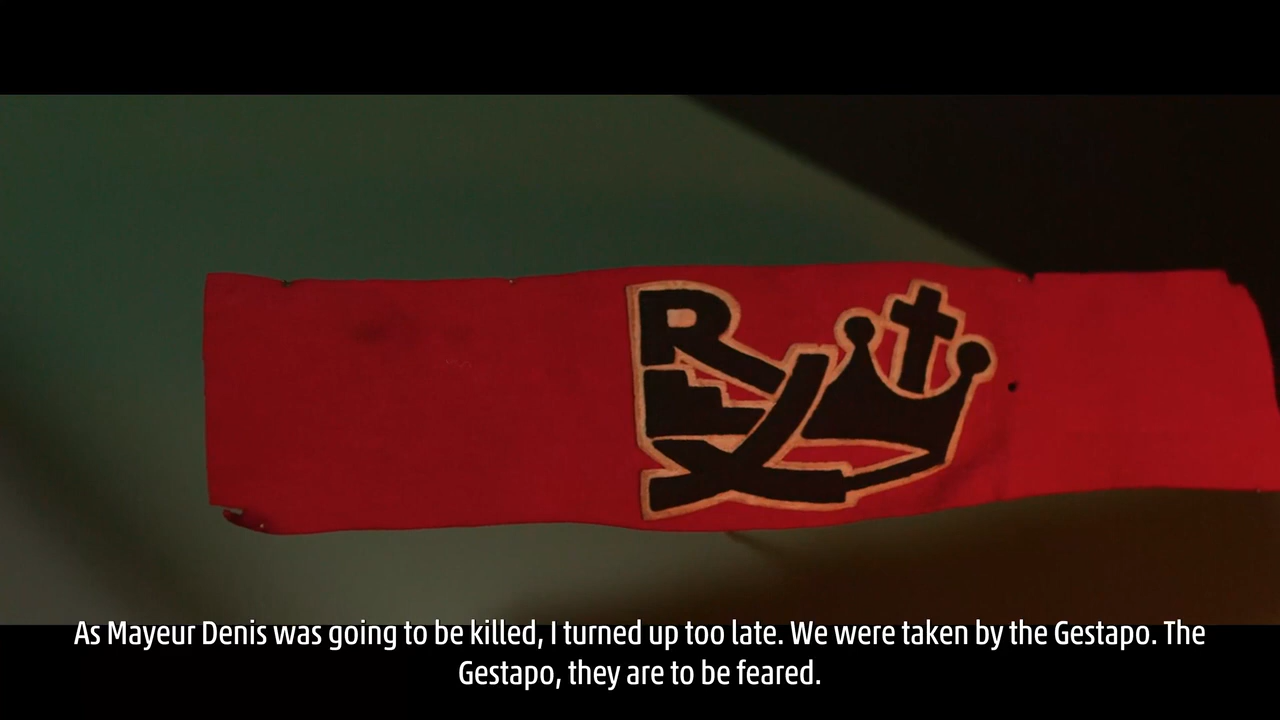 REX
As Mayeur Denis was going to be killed, I turned up too late. We were taken by the Gestapo. The
Gestapo, they are to be feared.